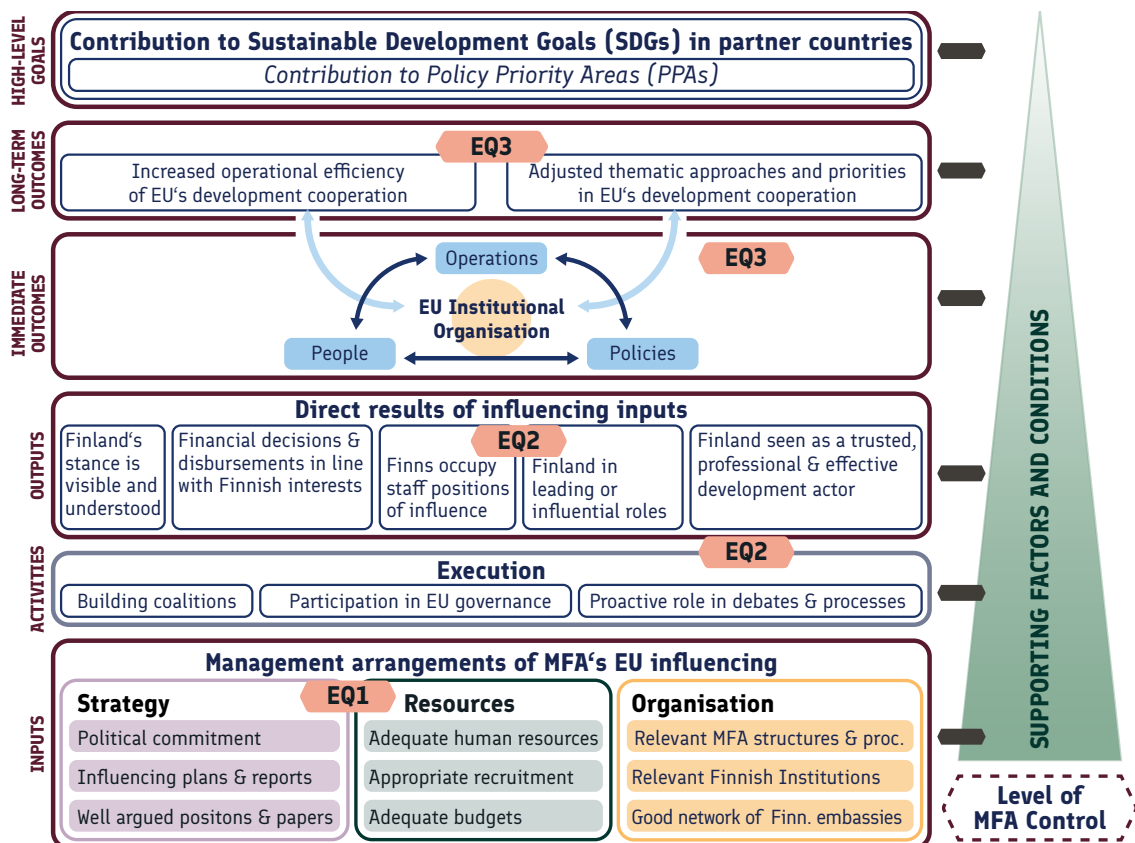 HIGH-LEVEL
GOALS
Contribution to Sustainable Development Goals (SDGs) in partner countries
Contribution to Policy Priority Areas (PPAs)
LONG-TERM
OUTCOMES
EQ3
Increased operational efficiency
of EU‘s development cooperation
Adjusted thematic approaches and priorities
in EU‘s development cooperation
IMMEDIATE
OUTCOMES
Operations
EQ3
EU Institutional
Organisation
People
Policies
OUTPUTS
Direct results of influencing inputs
EQ2
Finland‘s
stance is
visible and
understood
Financial decisions &
disbursements in line
with Finnish interests
Finns occupy
staff positions
of influence
Finland in
leading or
influential roles
Finland seen as a trusted,
professional & effective
development actor
ACTIVITIES
EQ2
Execution
Building coalitions
Participation in EU governance
Proactive role in debates & processes
INPUTS
Management arrangements of MFA‘s EU influencing
EQ1
Strategy
Political commitment
Influencing plans & reports
Well argued positons & papers
Resources
Adequate human resources
Appropriate recruitment
Adequate budgets
Organisation
Relevant MFA structures & proc.
Relevant Finnish Institutions
Good network of Finn. embassies
SUPPORTING FACTORS AND CONDITIONS
Level of
MFA Control